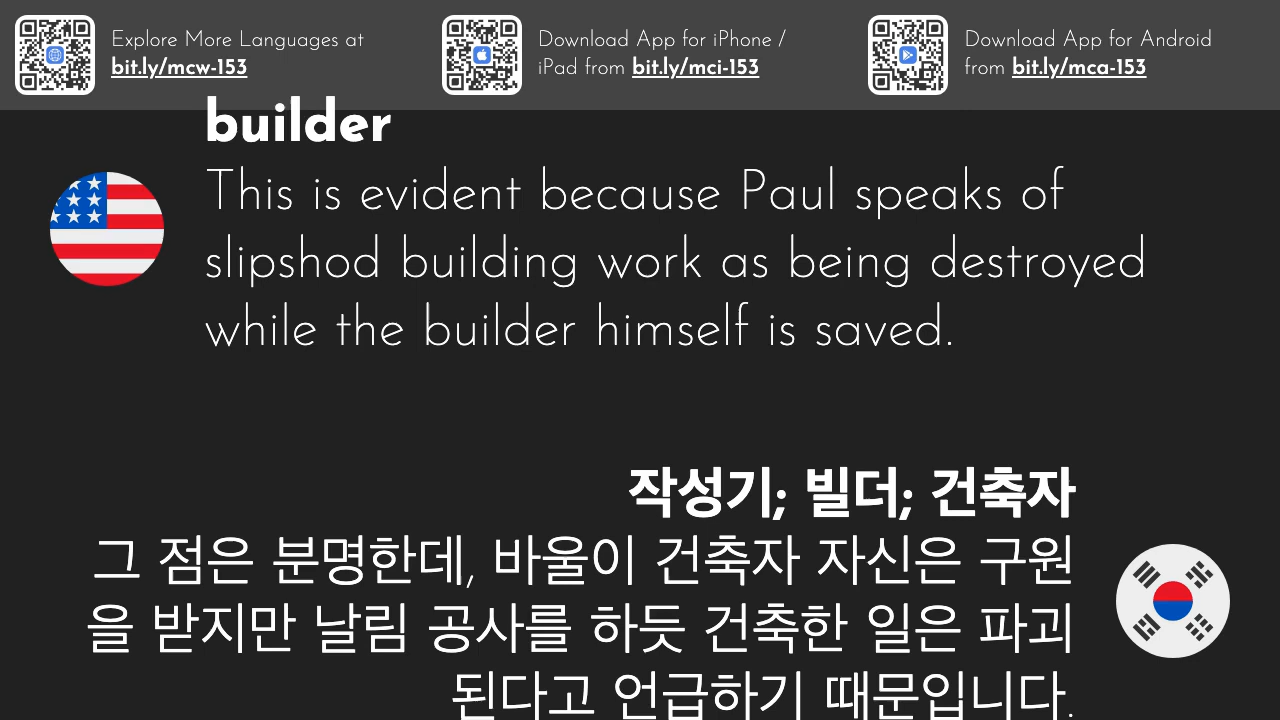 Explore More Languages at
bit.ly/mcw-153
Download App for iPhone /
iPad from bit.ly/mci-153
Download App for Android
from bit.ly/mca-153
builder
This is evident because Paul speaks of
slipshod building work as being destroyed
while the builder himself is saved.
작성기; 빌더; 건축자
그 점은 분명한데, 바울이 건축자 자신은 구원
을 받지만 날림 공사를 하듯 건축한 일은 파괴
된다고 언급하기 때문입니다.